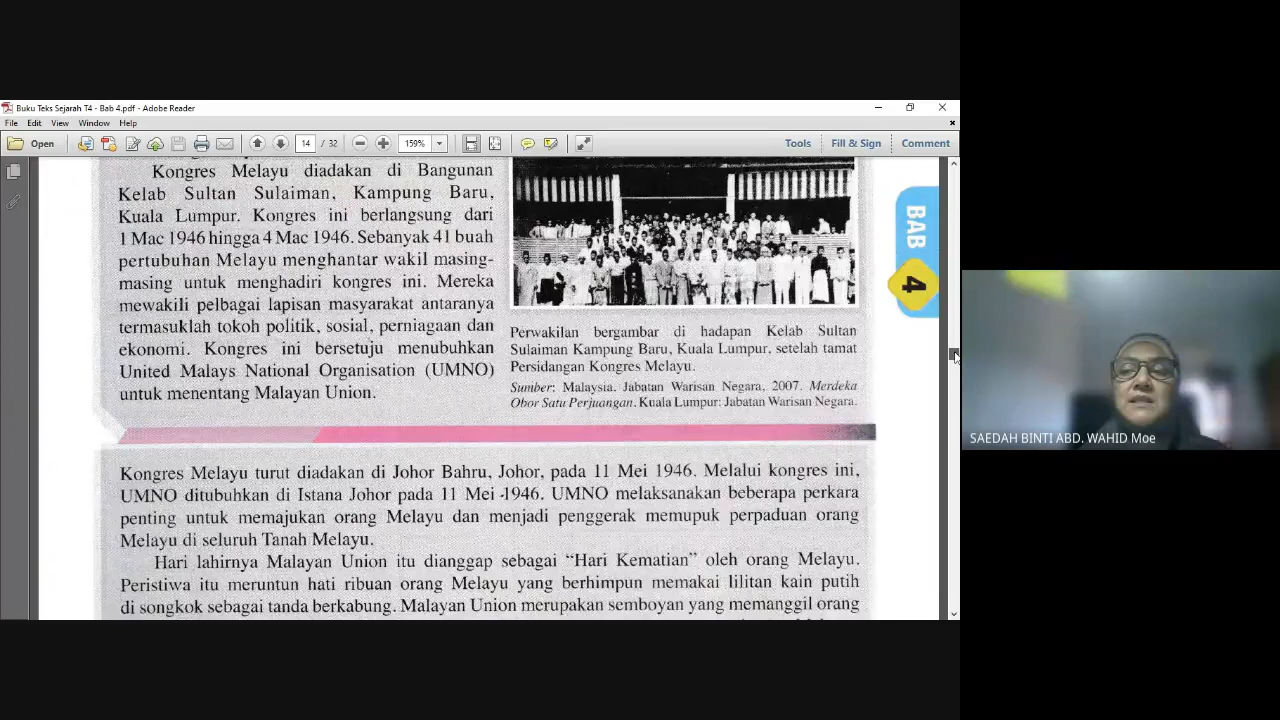 Buku Teks Sejarah T4 - Bab 4.pdf - Adobe Reader
File Edit View Window Help
Open 14 / 32 159% Tools Fill & Sign Comment
Kongres Melayu diadakan di Bangunan
Kelab Sultan Sulaiman, Kampung Baru,
Kuala Lumpur. Kongres ini berlangsung dari
1 Mac 1946 hingga 4 Mac 1946. Sebanyak 41 buah
pertubuhan Melayu menghantar wakil masing-
masing untuk menghadiri kongres ini. Mereka
mewakili pelbagai lapisan masyarakat antaranya
termasuklah tokoh politik, sosial, perniagaan dan
ekonomi. Kongres ini bersetuju menubuhkan
United Malays National Organisation (UMNO)
untuk menentang Malayan Union.
Perwakilan bergambar di hadapan Kelab Sultan
Sulaiman Kampung Baru, Kuala Lumpur, setelah tamat
Persidangan Kongres Melayu.
Sumber: Malaysia. Jabatan Warisan Negara, 2007. Merdeka
Obor Satu Perjuangan. Kuala Lumpur: Jabatan Warisan Negara.
BAB
4
Kongres Melayu turut diadakan di Johor Bahru, Johor, pada 11 Mei 1946. Melalui kongres ini,
UMNO ditubuhkan di Istana Johor pada 11 Mei 1946. UMNO melaksanakan beberapa perkara
penting untuk memajukan orang Melayu dan menjadi penggerak memupuk perpaduan orang
Melayu di seluruh Tanah Melayu.
Hari lahirnya Malayan Union itu dianggap sebagai “Hari Kematian” oleh orang Melayu.
Peristiwa itu meruntun hati ribuan orang Melayu yang berhimpun memakai lilitan kain putih
di songkok sebagai tanda berkabung. Malayan Union merupakan semboyan yang memanggil orang
SAEDAH BINTI ABD. WAHID Moe